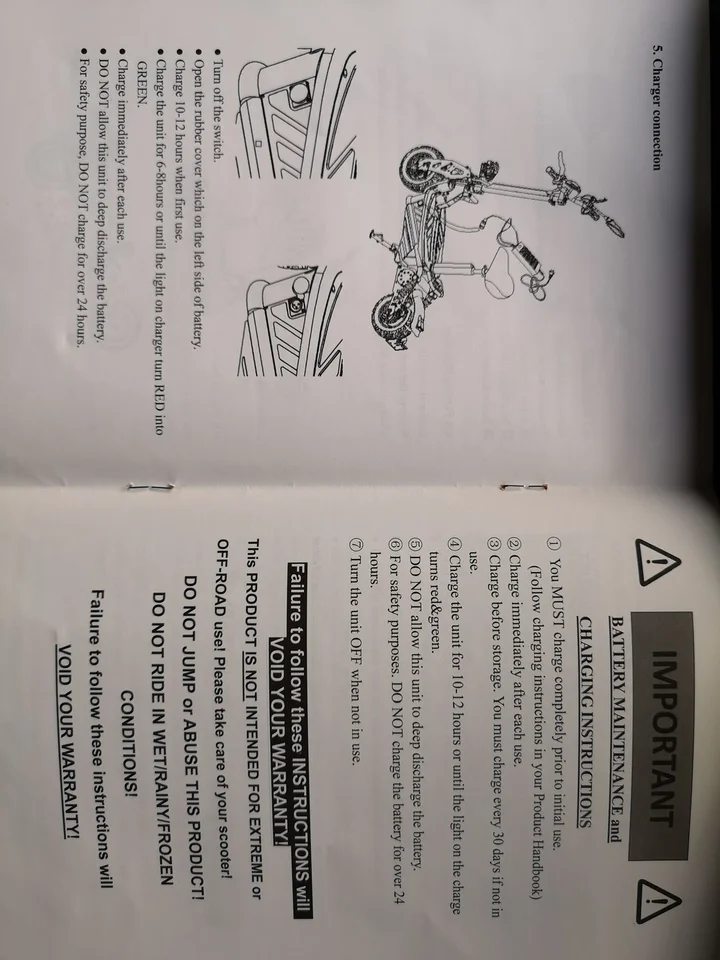 5. Charger connection
● Turn off the switch.
● Open the rubber cover which on the left side of battery.
● Charge 10-12 hours when first use.
● Charge the unit for 6-8hours or until the light on charger turn RED into
GREEN.
● Charge immediately after each use.
● DO NOT allow this unit to deep discharge the battery.
● For safety purpose, DO NOT charge for over 24 hours.
IMPORTANT
BATTERY MAINTENANCE and
CHARGING INSTRUCTIONS
① You MUST charge completely prior to initial use.
(Follow charging instructions in your Product Handbook)
② Charge immediately after each use.
③ Charge before storage. You must charge every 30 days if not in
use.
④ Charge the unit for 10-12 hours or until the light on the charge
turns red&green.
⑤ DO NOT allow this unit to deep discharge the battery.
⑥ For safety purposes. DO NOT charge the battery for over 24
hours.
⑦ Turn the unit OFF when not in use.
Failure to follow these INSTRUCTIONS will
VOID YOUR WARRANTY!
This PRODUCT IS NOT INTENDED FOR EXTREME or
OFF-ROAD use! Please take care of your scooter!
DO NOT JUMP or ABUSE THIS PRODUCT!
DO NOT RIDE IN WET/RAINY/FROZEN
CONDITIONS!
Failure to follow these instructions will
VOID YOUR WARRANTY!